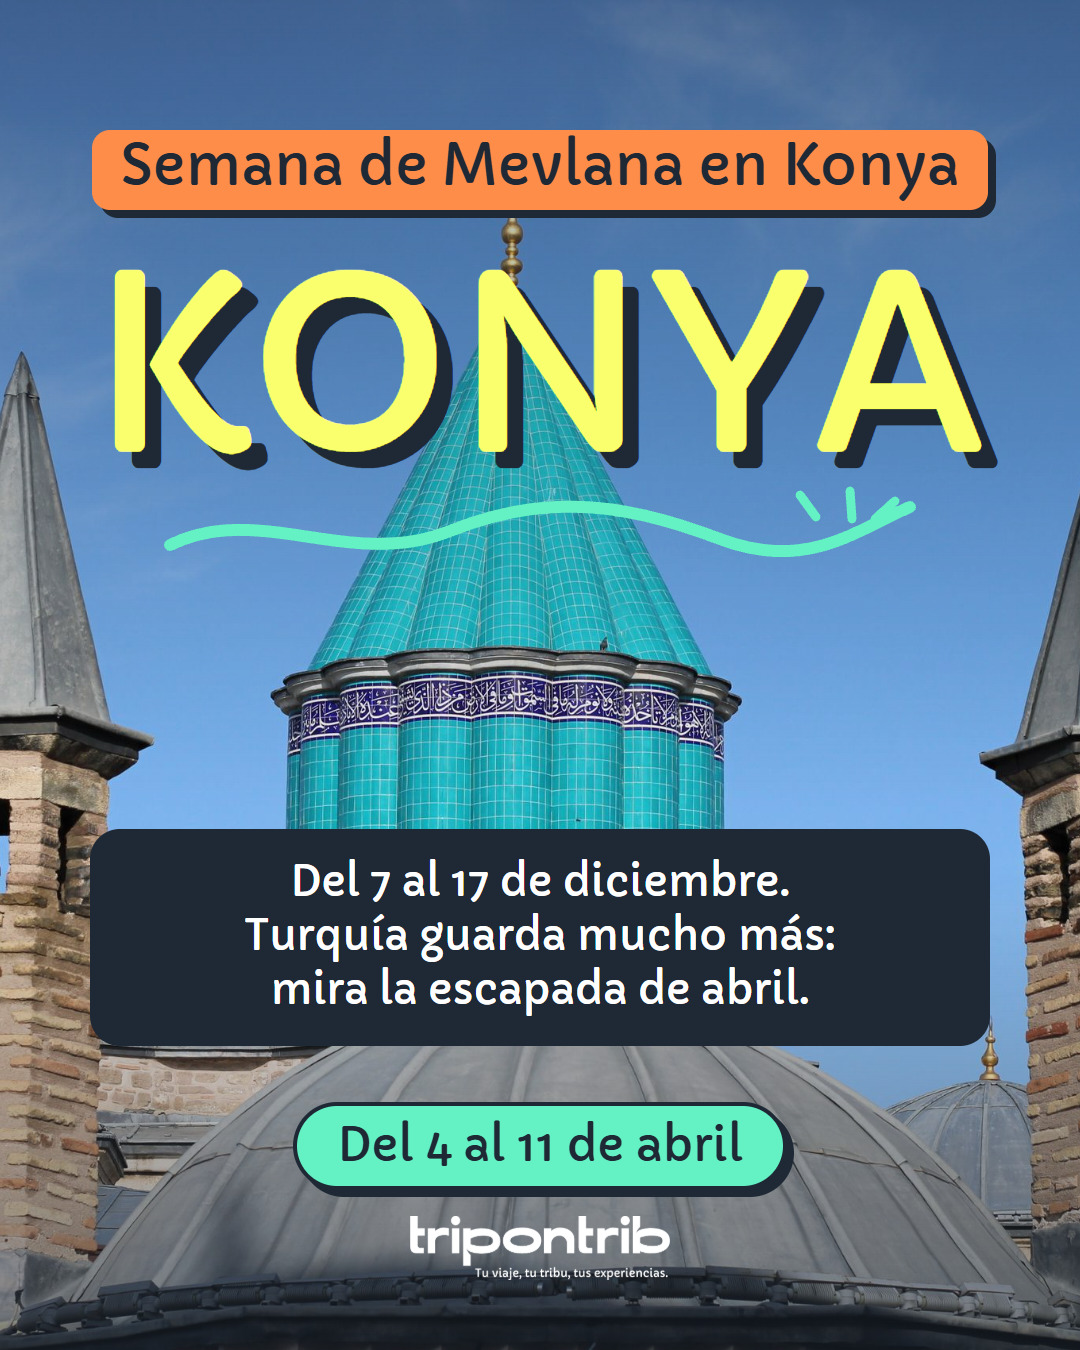 Semana de Mevlana en Konya
KONYA
Del 7 al 17 de diciembre.
Turquía guarda mucho más:
mira la escapada de abril.
Del 4 al 11 de abril
tripontrib
Tu viaje, tu tribu, tus experiencias.